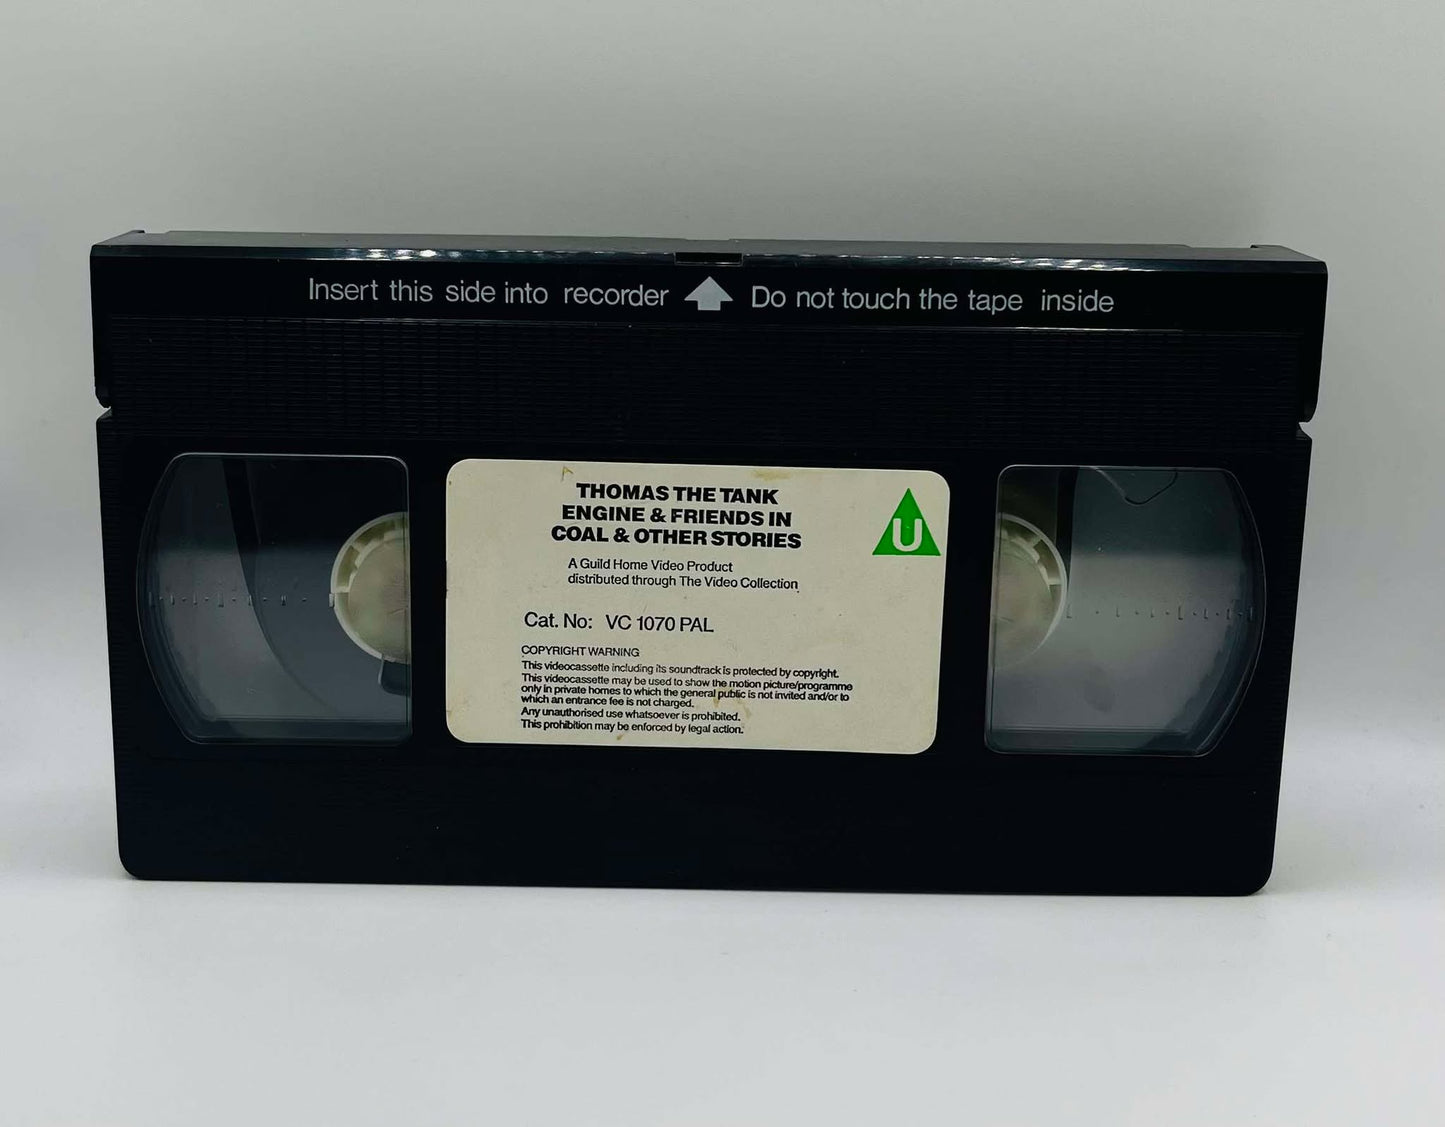 Insert this side into recorder Do not touch the tape inside
THOMAS THE TANK
ENGINE & FRIENDS IN
COAL & OTHER STORIES
U
A Guild Home Video Product
distributed through The Video Collection
Cat. No: VC 1070 PAL
COPYRIGHT WARNING
This videocassette including its soundtrack is protected by copyright.
This videocassette may be used to show the motion picture/programme
only in private homes to which the general public is not invited and/or to
which an entrance fee is not charged.
Any unauthorised use whatsoever is prohibited.
This prohibition may be enforced by legal action.